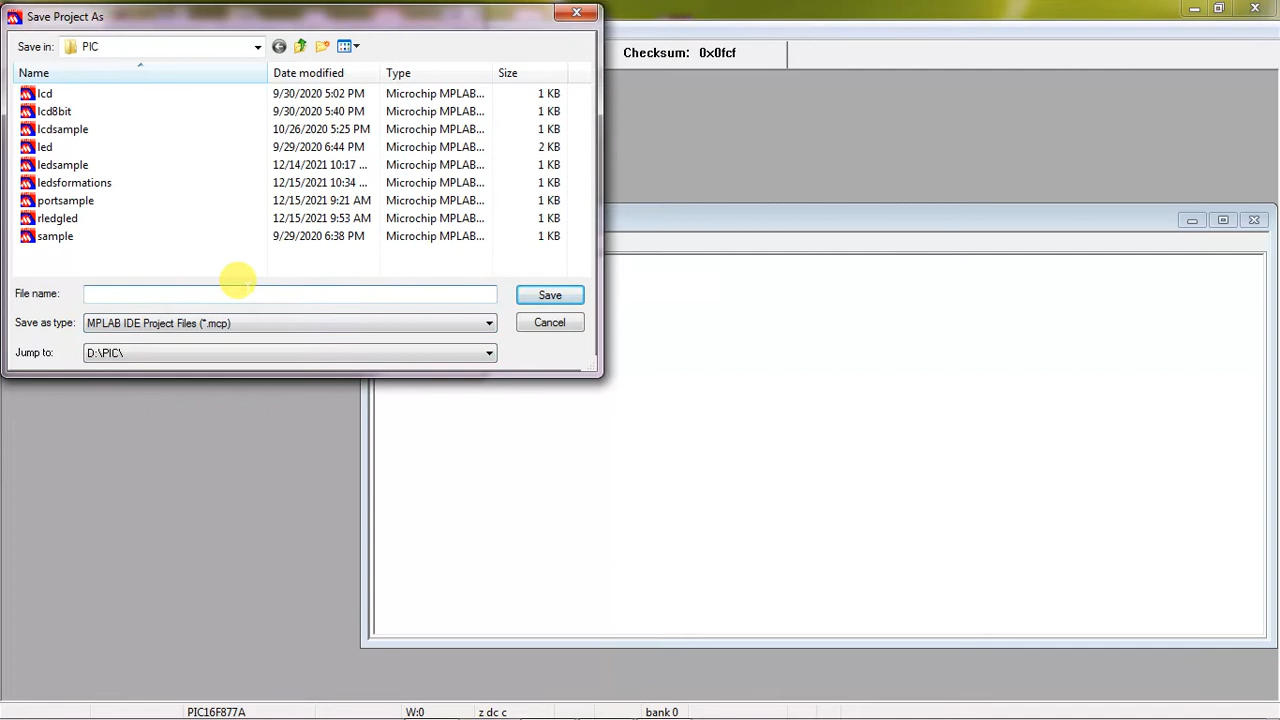 Save Project As
Save in: PIC
Checksum: 0x0fcf
Name Date modified Type Size
lcd 9/30/2020 5:02 PM Microchip MPLAB... 1 KB
lcd8bit 9/30/2020 5:40 PM Microchip MPLAB... 1 KB
lcdsample 10/26/2020 5:25 PM Microchip MPLAB... 1 KB
led 9/29/2020 6:44 PM Microchip MPLAB... 2 KB
ledsample 12/14/2021 10:17 ... Microchip MPLAB... 1 KB
ledsformations 12/15/2021 10:34 ... Microchip MPLAB... 1 KB
portsample 12/15/2021 9:21 AM Microchip MPLAB... 1 KB
rledgled 12/15/2021 9:53 AM Microchip MPLAB... 1 KB
sample 9/29/2020 6:38 PM Microchip MPLAB... 1 KB
File name: Save
Save as type: MPLAB IDE Project Files (*.mcp) Cancel
Jump to: D:\PIC\
PIC16F877A W:0 z dc c bank 0